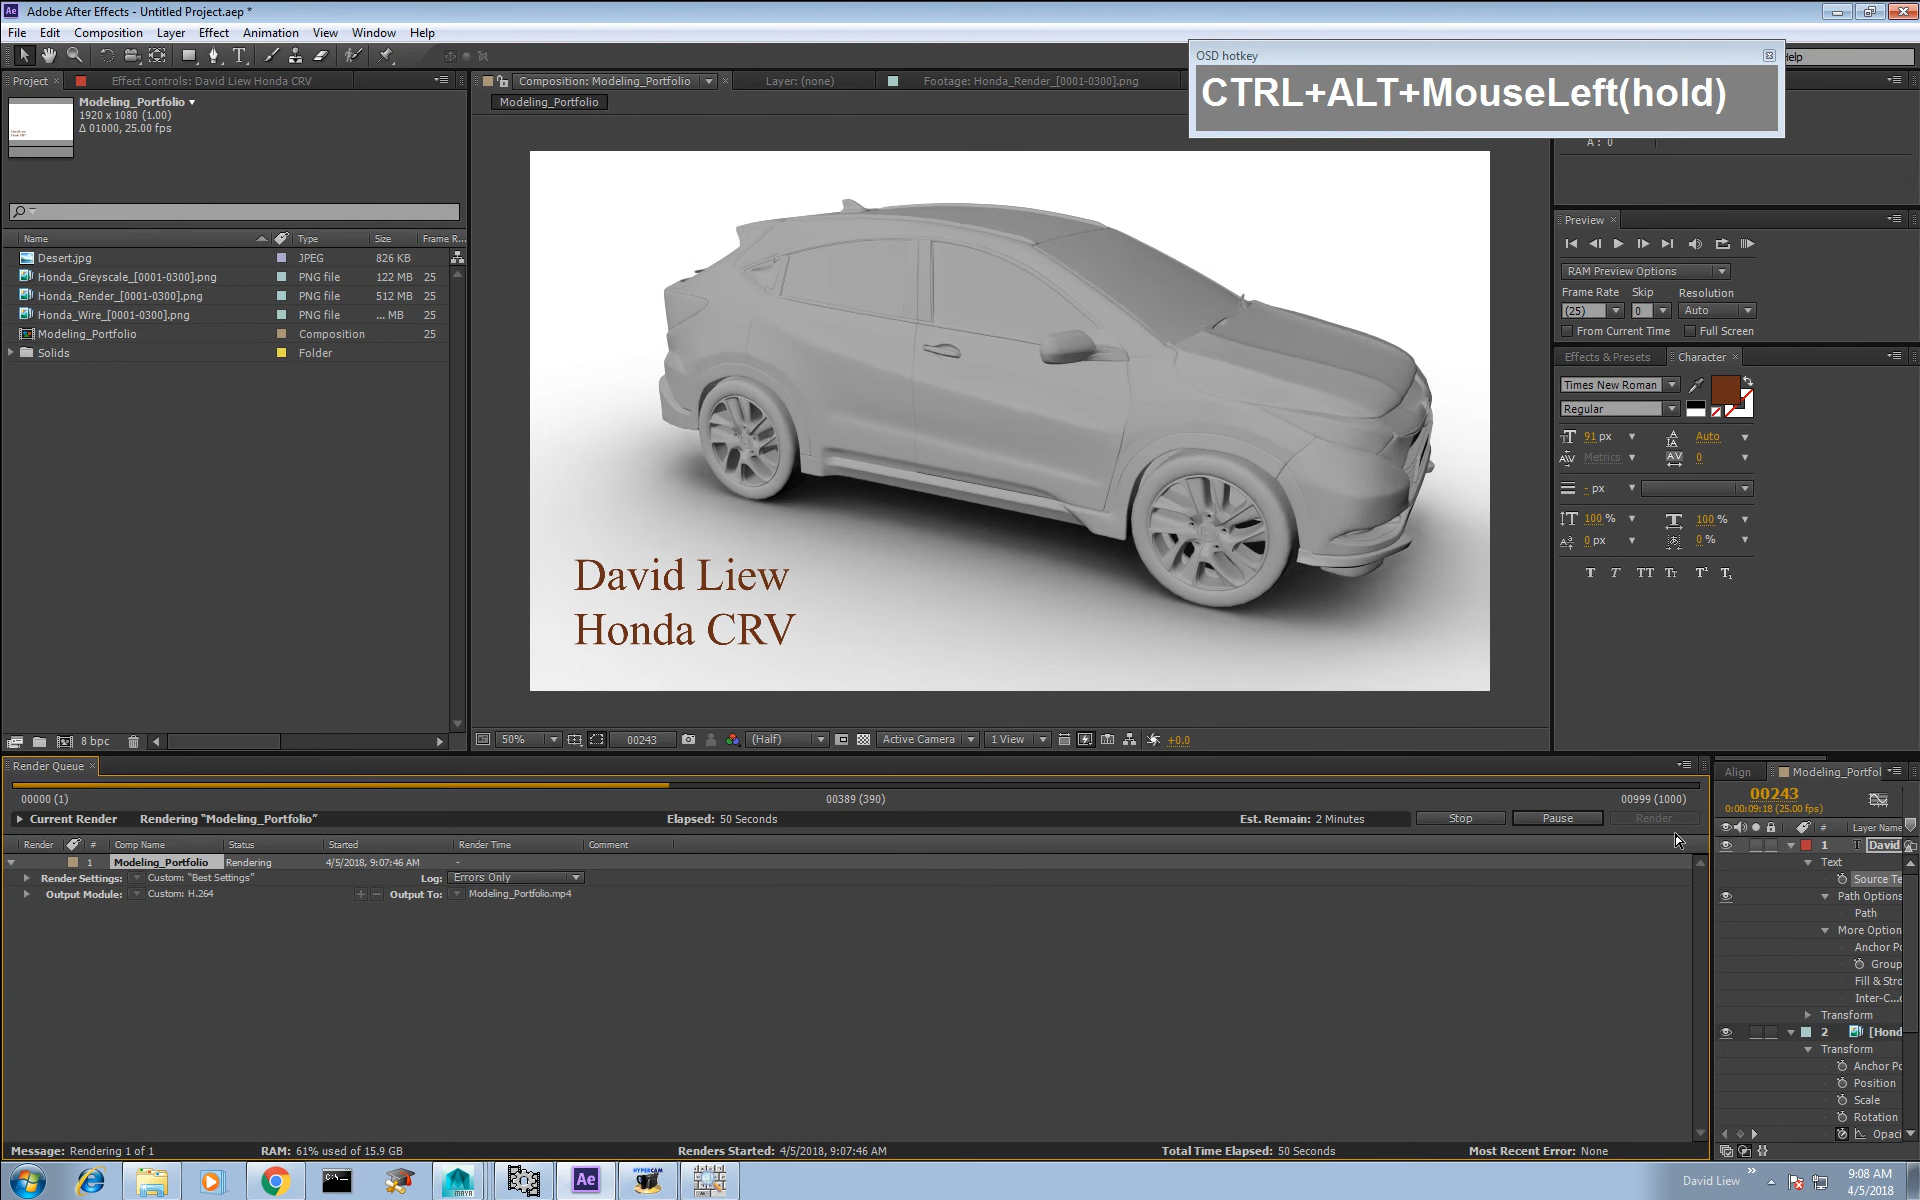 Adobe After Effects - Untitled Project.aep *
File Edit Composition Layer Effect Animation View Window Help
OSD hotkey
CTRL+ALT+MouseLeft(hold)
Help
Project Effect Controls: David Liew Honda CRV
Composition: Modeling_Portfolio Layer: (none) Footage: Honda_Render_[0001-0300].png
Modeling_Portfolio
Modeling_Portfolio
1920 x 1080 (1.00)
Δ 01000, 25.00 fps
A : 0
Name Type Size Frame R...
Desert.jpg JPEG 826 KB
Honda_Greyscale_[0001-0300].png PNG file 122 MB 25
Honda_Render_[0001-0300].png PNG file 512 MB 25
Honda_Wire_[0001-0300].png PNG file ... MB 25
Modeling_Portfolio Composition 25
Solids Folder
David Liew
Honda CRV
Preview
RAM Preview Options
Frame Rate Skip Resolution
(25) 0 Auto
From Current Time Full Screen
Effects & Presets Character
Times New Roman
Regular
91 px Auto
Metrics 0
- px
100 % 100 %
0 px 0 %
T T TT Tт T¹ T₁
8 bpc
50% 00243 (Half) Active Camera 1 View +0.0
Render Queue
00000 (1) 00389 (390) 00999 (1000)
Current Render Rendering “Modeling_Portfolio” Elapsed: 50 Seconds Est. Remain: 2 Minutes Stop Pause Render
Render # Comp Name Status Started Render Time Comment
1 Modeling_Portfolio Rendering 4/5/2018, 9:07:46 AM -
Render Settings: Custom: “Best Settings” Log: Errors Only
Output Module: Custom: H.264 Output To: Modeling_Portfolio.mp4
Align Modeling_Portfol
00243
0:00:09:18 (25.00 fps)
# Layer Name
1 T David
Text
Source Te
Path Options
Path
More Option
Anchor Po
Group
Fill & Stro
Inter-C...
Transform
2 [Hond
Transform
Anchor Po
Position
Scale
Rotation
Opaci
Message: Rendering 1 of 1 RAM: 61% used of 15.9 GB Renders Started: 4/5/2018, 9:07:46 AM Total Time Elapsed: 50 Seconds Most Recent Error: None
C:\_
MAYA
Ae
HYPERCAM
David Liew
9:08 AM
4/5/2018